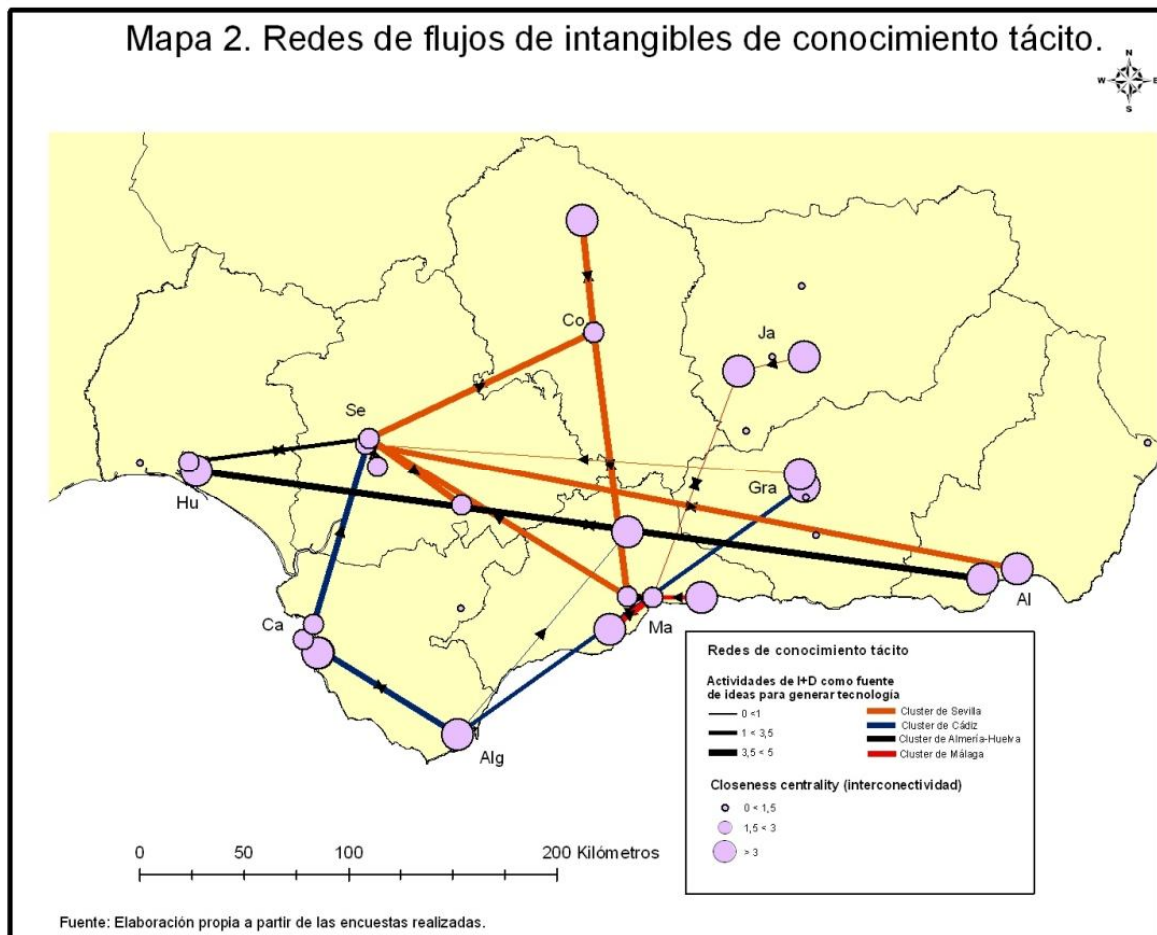 Mapa 2. Redes de flujos de intangibles de conocimiento tácito.
N
W E
S
Co
Ja
Se
Gra
Hu
Al
Ca
Ma
Alg
Redes de conocimiento tácito
Actividades de I+D como fuente
de ideas para generar tecnología
0 <1
1 < 3,5
3,5 < 5
Cluster de Sevilla
Cluster de Cádiz
Cluster de Almería-Huelva
Cluster de Málaga
Closeness centrality (interconectividad)
0 < 1,5
1,5 < 3
> 3
0 50 100 200 Kilómetros
Fuente: Elaboración propia a partir de las encuestas realizadas.